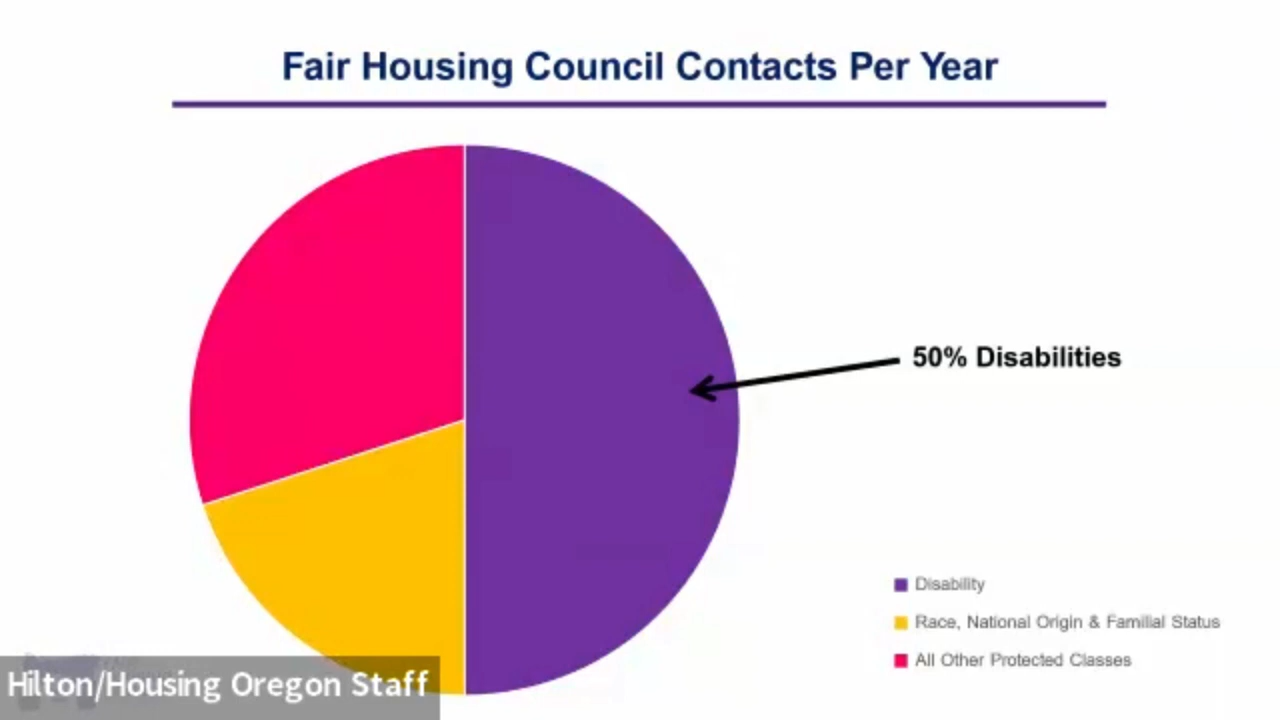 Fair Housing Council Contacts Per Year
50% Disabilities
Disability
Race, National Origin & Familial Status
All Other Protected Classes
Hilton/Housing Oregon Staff